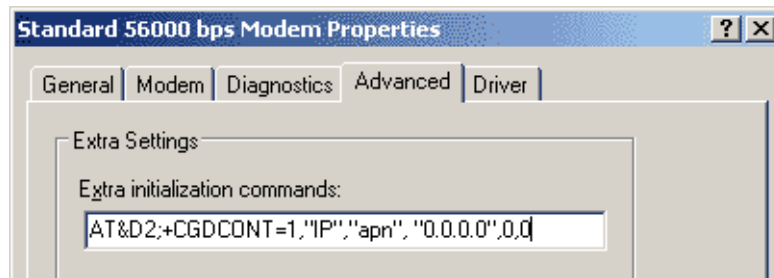 Standard 56000 bps Modem Properties
General Modem Diagnostics Advanced Driver
Extra Settings
Extra initialization commands:
AT&D2;+CGDCONT=1,"IP","apn", "0.0.0.0",0,0